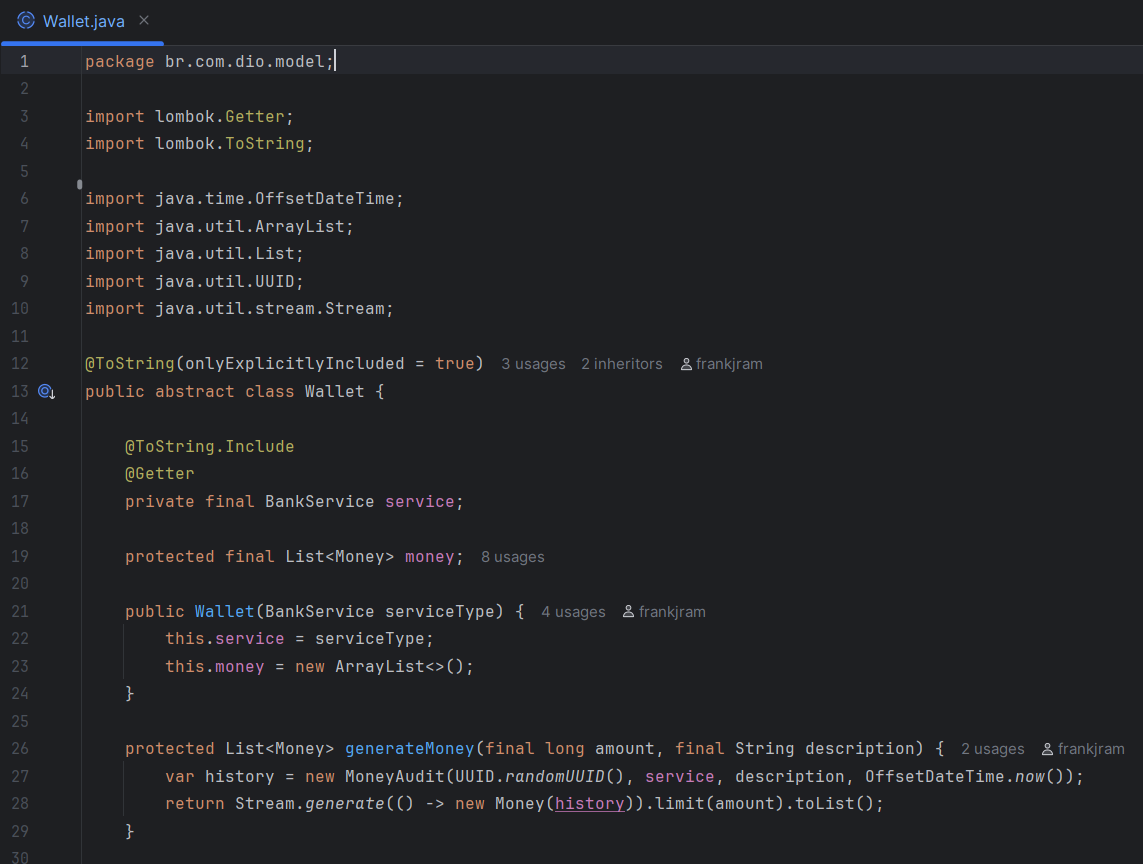 Wallet.java
1 package br.com.dio.model;
2
3 import lombok.Getter;
4 import lombok.ToString;
5
6 import java.time.OffsetDateTime;
7 import java.util.ArrayList;
8 import java.util.List;
9 import java.util.UUID;
10 import java.util.stream.Stream;
11
12 @ToString(onlyExplicitlyIncluded = true) 3 usages 2 inheritors frankjram
13 public abstract class Wallet {
14
15 @ToString.Include
16 @Getter
17 private final BankService service;
18
19 protected final List<Money> money; 8 usages
20
21 public Wallet(BankService serviceType) { 4 usages frankjram
22 this.service = serviceType;
23 this.money = new ArrayList<>();
24 }
25
26 protected List<Money> generateMoney(final long amount, final String description) { 2 usages frankjram
27 var history = new MoneyAudit(UUID.randomUUID(), service, description, OffsetDateTime.now());
28 return Stream.generate(() -> new Money(history)).limit(amount).toList();
29 }
30